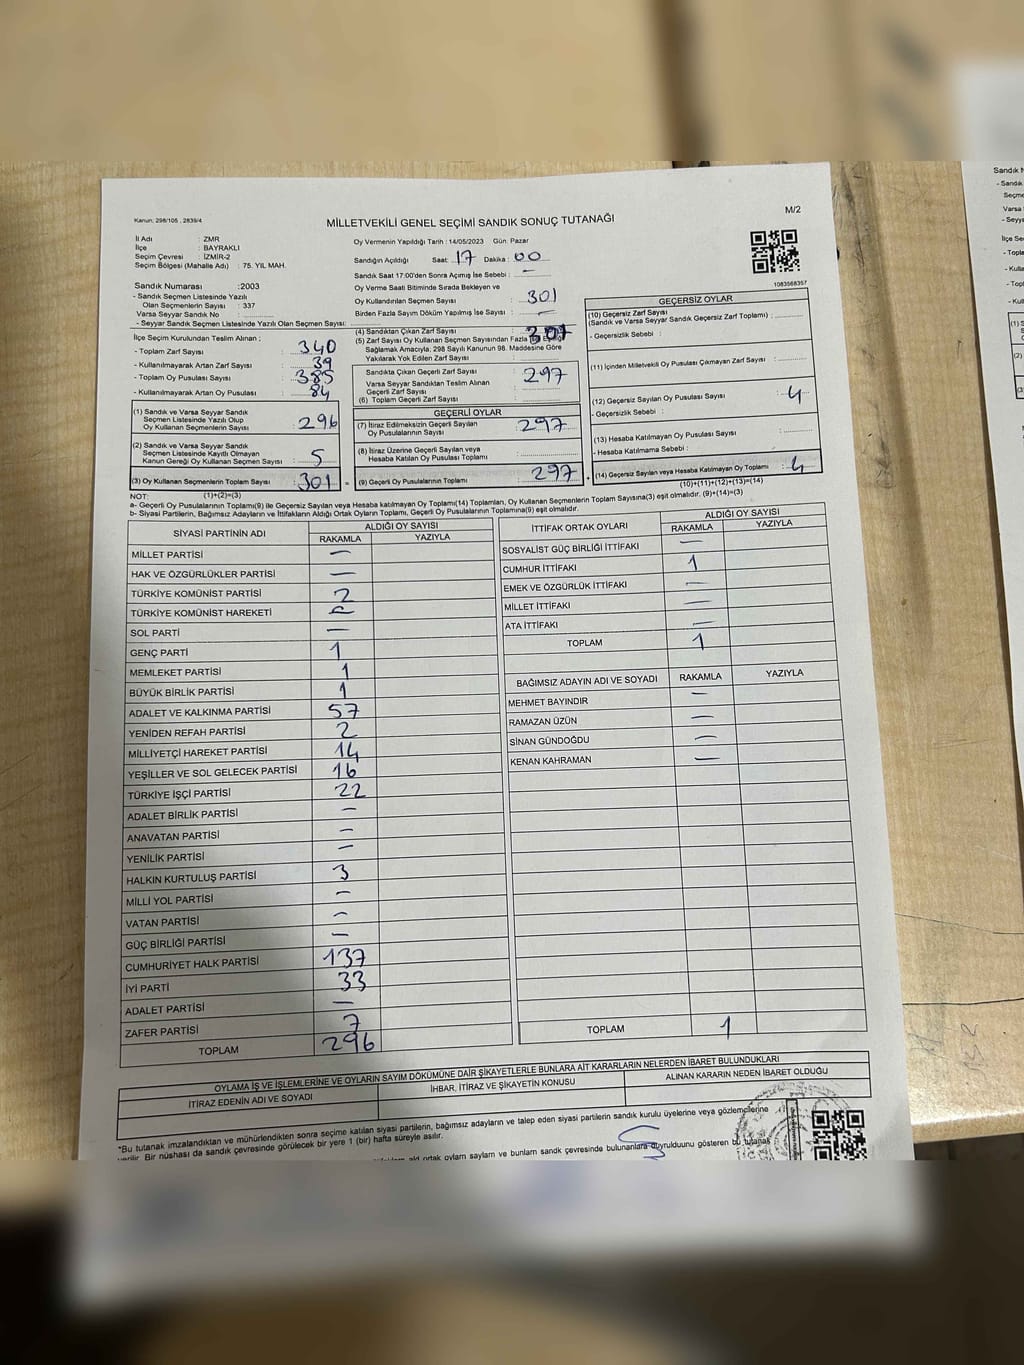 Kanun: 298/105 , 2839/4
MİLLETVEKİLİ GENEL SEÇİMİ SANDIK SONUÇ TUTANAĞI
M/2
İl Adı : ZMR
İlçe : BAYRAKLI
Seçim Çevresi : İZMİR-2
Seçim Bölgesi (Mahalle Adı) : 75. YIL MAH.
Oy Vermenin Yapıldığı Tarih : 14/05/2023 Gün: Pazar
Sandığın Açıldığı Saat: 17 Dakika: 00
Sandık Saat 17:00'den Sonra Açımış İse Sebebi : —
Oy Verme Saati Bitiminde Sırada Bekleyen ve
Oy Kullandırılan Seçmen Sayısı : 301
Birden Fazla Sayım Döküm Yapılmış İse Sayısı : —
1083568357
Sandık Numarası :2003
- Sandık Seçmen Listesinde Yazılı
Olan Seçmenlerin Sayısı : 337
Varsa Seyyar Sandık No :
- Seyyar Sandık Seçmen Listesinde Yazılı Olan Seçmen Sayısı:
İlçe Seçim Kurulundan Teslim Alınan :
- Toplam Zarf Sayısı : 340
- Kullanılmayarak Artan Zarf Sayısı : 39
- Toplam Oy Pusulası Sayısı : 385
- Kullanılmayarak Artan Oy Pusulası : 84
(1) Sandık ve Varsa Seyyar Sandık
Seçmen Listesinde Yazılı Olup
Oy Kullanan Seçmenlerin Sayısı : 296
(2) Sandık ve Varsa Seyyar Sandık
Seçmen Listesinde Kayıtlı Olmayan
Kanun Gereği Oy Kullanan Seçmen Sayısı : 5
(3) Oy Kullanan Seçmenlerin Toplam Sayısı : 301
(1)+(2)=(3)
(4) Sandıktan Çıkan Zarf Sayısı :
(5) Zarf Sayısı Oy Kullanan Seçmen Sayısından Fazla
Sağlamak Amacıyla; 298 Sayılı Kanunun 98. Maddesine Göre
Yakılarak Yok Edilen Zarf Sayısı :
Sandıkta Çıkan Geçerli Zarf Sayısı : 297
Varsa Seyyar Sandıktan Teslim Alınan
Geçerli Zarf Sayısı :
(6) Toplam Geçerli Zarf Sayısı :
GEÇERLİ OYLAR
(7) İtiraz Edilmeksizin Geçerli Sayılan
Oy Pusulalarının Sayısı : 297
(8) İtiraz Üzerine Geçerli Sayılan veya
Hesaba Katılan Oy Pusulası Toplamı :
= (9) Geçerli Oy Pusulalarının Toplamı : 297
GEÇERSİZ OYLAR
(10) Geçersiz Zarf Sayısı
(Sandık ve Varsa Seyyar Sandık Geçersiz Zarf Toplamı) :
- Geçersizlik Sebebi :
(11) İçinden Milletvekili Oy Pusulası Çıkmayan Zarf Sayısı :
(12) Geçersiz Sayılan Oy Pusulası Sayısı : 4
- Geçersizlik Sebebi :
(13) Hesaba Katılmayan Oy Pusulası Sayısı :
- Hesaba Katılmama Sebebi :
+ (14) Geçersiz Sayılan veya Hesaba Katılmayan Oy Toplamı : 4
(10)+(11)+(12)+(13)=(14)
NOT:
a- Geçerli Oy Pusulalarının Toplamı(9) ile Geçersiz Sayılan veya Hesaba Katılmayan Oy Toplamı(14) Toplamları, Oy Kullanan Seçmenlerin Toplam Sayısına(3) eşit olmalıdır. (9)+(14)=(3)
b- Siyasi Partilerin, Bağımsız Adayların ve İttifakların Aldığı Ortak Oyların Toplamı, Geçerli Oy Pusulalarının Toplamına(9) eşit olmalıdır.
SİYASİ PARTİNİN ADI ALDIĞI OY SAYISI
RAKAMLA YAZIYLA
MİLLET PARTİSİ —
HAK VE ÖZGÜRLÜKLER PARTİSİ —
TÜRKİYE KOMÜNİST PARTİSİ 2
TÜRKİYE KOMÜNİST HAREKETİ
SOL PARTİ —
GENÇ PARTİ 1
MEMLEKET PARTİSİ 1
BÜYÜK BİRLİK PARTİSİ 1
ADALET VE KALKINMA PARTİSİ 57
YENİDEN REFAH PARTİSİ 2
MİLLİYETÇİ HAREKET PARTİSİ 14
YEŞİLLER VE SOL GELECEK PARTİSİ 16
TÜRKİYE İŞÇİ PARTİSİ 22
ADALET BİRLİK PARTİSİ —
ANAVATAN PARTİSİ —
YENİLİK PARTİSİ —
HALKIN KURTULUŞ PARTİSİ 3
MİLLİ YOL PARTİSİ —
VATAN PARTİSİ —
GÜÇ BİRLİĞİ PARTİSİ —
CUMHURİYET HALK PARTİSİ 137
İYİ PARTİ 33
ADALET PARTİSİ —
ZAFER PARTİSİ 7
TOPLAM 296
İTTİFAK ORTAK OYLARI ALDIĞI OY SAYISI
RAKAMLA YAZIYLA
SOSYALİST GÜÇ BİRLİĞİ İTTİFAKI —
CUMHUR İTTİFAKI 1
EMEK VE ÖZGÜRLÜK İTTİFAKI —
MİLLET İTTİFAKI —
ATA İTTİFAKI —
TOPLAM 1
BAĞIMSIZ ADAYIN ADI VE SOYADI RAKAMLA YAZIYLA
MEHMET BAYINDIR —
RAMAZAN ÜZÜN —
SİNAN GÜNDOĞDU —
KENAN KAHRAMAN —
TOPLAM 1
OYLAMA İŞ VE İŞLEMLERİNE VE OYLARIN SAYIM DÖKÜMÜNE DAİR ŞİKAYETLERLE BUNLARA AİT KARARLARIN NELERDEN İBARET BULUNDUKLARI
İTİRAZ EDENİN ADI VE SOYADI İHBAR, İTİRAZ VE ŞİKAYETİN KONUSU ALINAN KARARIN NEDEN İBARET OLDUĞU
*Bu tutanak imzalandıktan ve mühürlendikten sonra seçime katılan siyasi partilerin, bağımsız adayların ve talep eden siyasi partilerin sandık kurulu üyelerine veya gözlemcilerine
verilir. Bir nüshası da sandık çevresinde görülecek bir yere 1 (bir) hafta süreyle asılır.